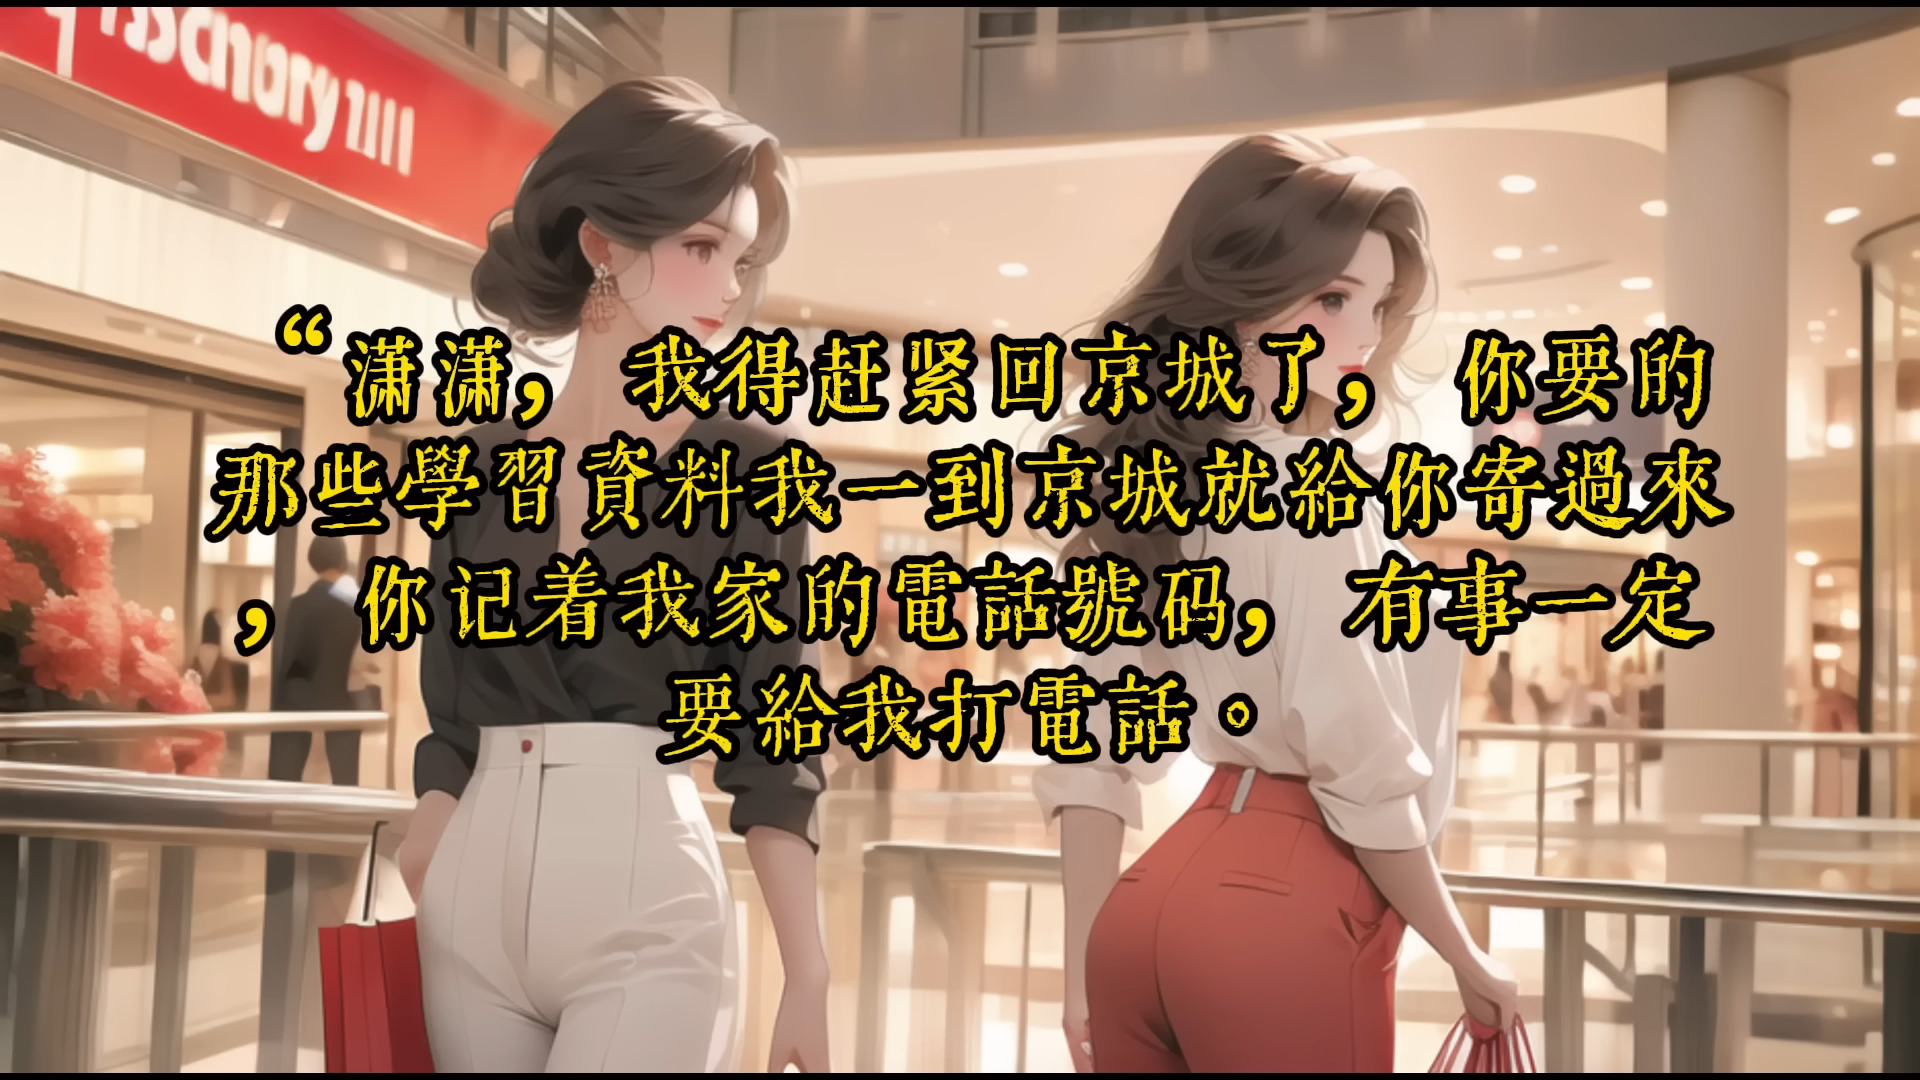 “潇潇， 我得赶紧回京城了， 你要的
那些學習資料我一到京城就給你寄過來
， 你记着我家的電話號码， 有事一定
要給我打電話。